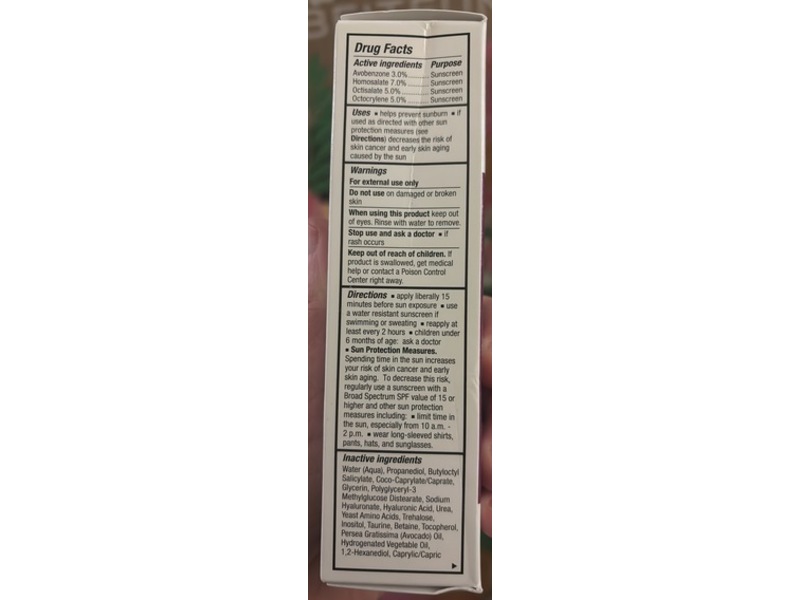 Drug Facts
Active ingredients Purpose
Avobenzone 3.0%.......... Sunscreen
Homosalate 7.0%.......... Sunscreen
Octisalate 5.0%............ Sunscreen
Octocrylene 5.0%.......... Sunscreen
Uses ▪ helps prevent sunburn ▪ if
used as directed with other sun
protection measures (see
Directions) decreases the risk of
skin cancer and early skin aging
caused by the sun
Warnings
For external use only
Do not use on damaged or broken
skin
When using this product keep out
of eyes. Rinse with water to remove.
Stop use and ask a doctor ▪ if
rash occurs
Keep out of reach of children. If
product is swallowed, get medical
help or contact a Poison Control
Center right away.
Directions ▪ apply liberally 15
minutes before sun exposure ▪ use
a water resistant sunscreen if
swimming or sweating ▪ reapply at
least every 2 hours ▪ children under
6 months of age: ask a doctor
▪ Sun Protection Measures.
Spending time in the sun increases
your risk of skin cancer and early
skin aging. To decrease this risk,
regularly use a sunscreen with a
Broad Spectrum SPF value of 15 or
higher and other sun protection
measures including: ▪ limit time in
the sun, especially from 10 a.m. -
2 p.m. ▪ wear long-sleeved shirts,
pants, hats, and sunglasses.
Inactive ingredients
Water (Aqua), Propanediol, Butyloctyl
Salicylate, Coco-Caprylate/Caprate,
Glycerin, Polyglyceryl-3
Methylglucose Distearate, Sodium
Hyaluronate, Hyaluronic Acid, Urea,
Yeast Amino Acids, Trehalose,
Inositol, Taurine, Betaine, Tocopherol,
Persea Gratissima (Avocado) Oil,
Hydrogenated Vegetable Oil,
1,2-Hexanediol, Caprylic/Capric